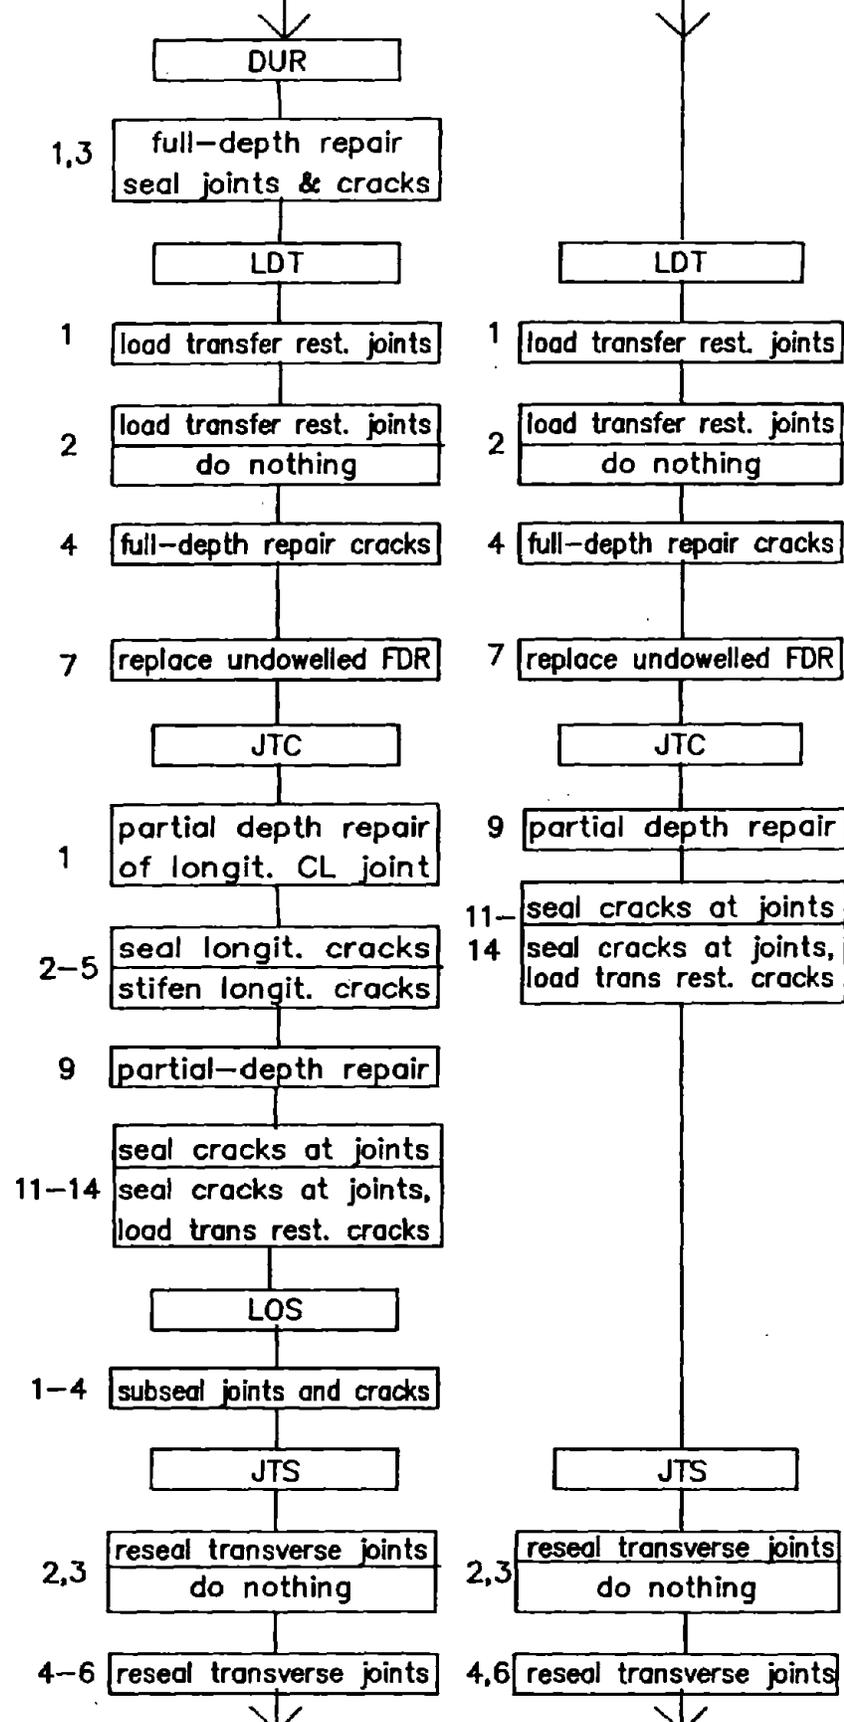 DUR
1,3
full-depth repair
seal joints & cracks
LDT
1
load transfer rest. joints
2
load transfer rest. joints
do nothing
4
full-depth repair cracks
7
replace undowelled FDR
JTC
1
partial depth repair
of longit. CL joint
2-5
seal longit. cracks
stifen longit. cracks
9
partial-depth repair
11-14
seal cracks at joints
seal cracks at joints,
load trans rest. cracks
LOS
1-4
subseal joints and cracks
JTS
2,3
reseal transverse joints
do nothing
4-6
reseal transverse joints
LDT
1
load transfer rest. joints
2
load transfer rest. joints
do nothing
4
full-depth repair cracks
7
replace undowelled FDR
JTC
9
partial depth repair
11-
14
seal cracks at joints
seal cracks at joints,
load trans rest. cracks
JTS
2,3
reseal transverse joints
do nothing
4,6
reseal transverse joints